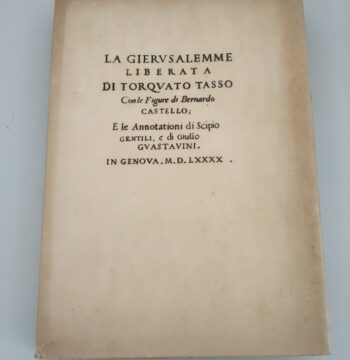 LA GIERVSALEMME
LIBERATA
DI TORQVATO TASSO
Con le Figure di Bernardo
CASTELLO;
E le Annotationi di Scipio
GENTILI, e di Giulio
GVASTAVINI.
IN GENOVA. M. D. LXXXX .